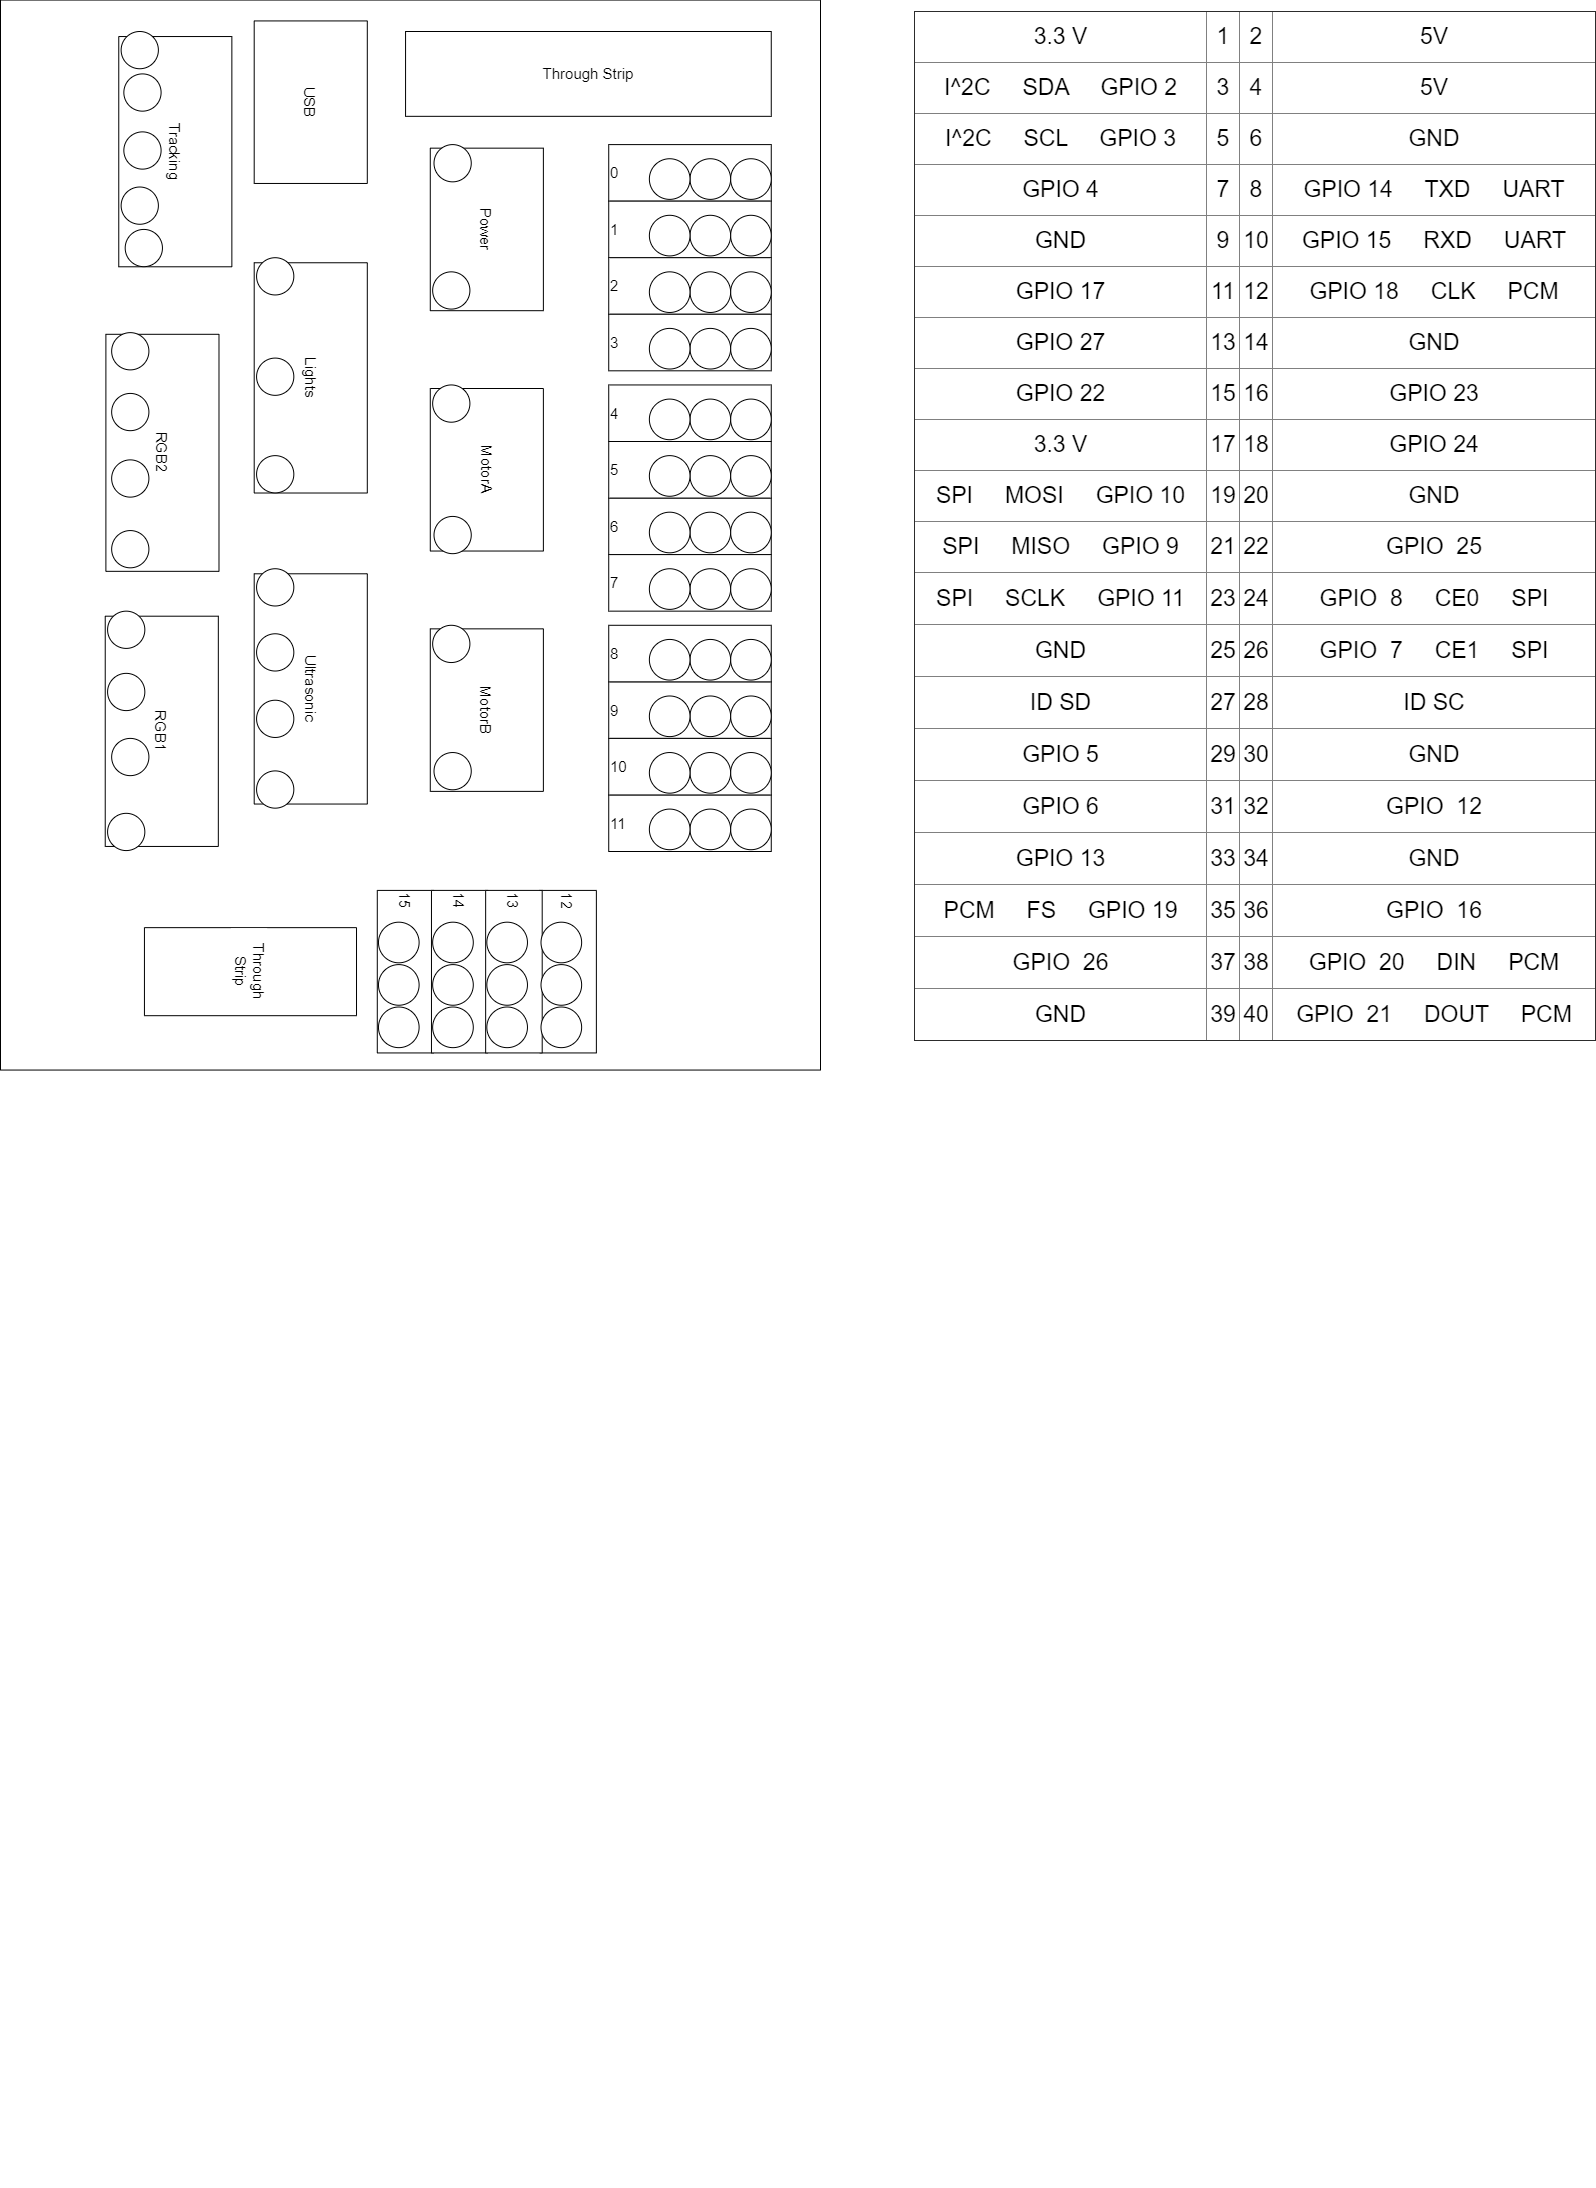 Through Strip
USB
Tracking
Power
0
1
2
3
Lights
RGB2
MotorA
4
5
6
7
Ultrasonic
RGB1
MotorB
8
9
10
11
15
14
13
12
Through
Strip
3.3 V 1 2 5V
I^2C SDA GPIO 2 3 4 5V
I^2C SCL GPIO 3 5 6 GND
GPIO 4 7 8 GPIO 14 TXD UART
GND 9 10 GPIO 15 RXD UART
GPIO 17 11 12 GPIO 18 CLK PCM
GPIO 27 13 14 GND
GPIO 22 15 16 GPIO 23
3.3 V 17 18 GPIO 24
SPI MOSI GPIO 10 19 20 GND
SPI MISO GPIO 9 21 22 GPIO 25
SPI SCLK GPIO 11 23 24 GPIO 8 CE0 SPI
GND 25 26 GPIO 7 CE1 SPI
ID SD 27 28 ID SC
GPIO 5 29 30 GND
GPIO 6 31 32 GPIO 12
GPIO 13 33 34 GND
PCM FS GPIO 19 35 36 GPIO 16
GPIO 26 37 38 GPIO 20 DIN PCM
GND 39 40 GPIO 21 DOUT PCM